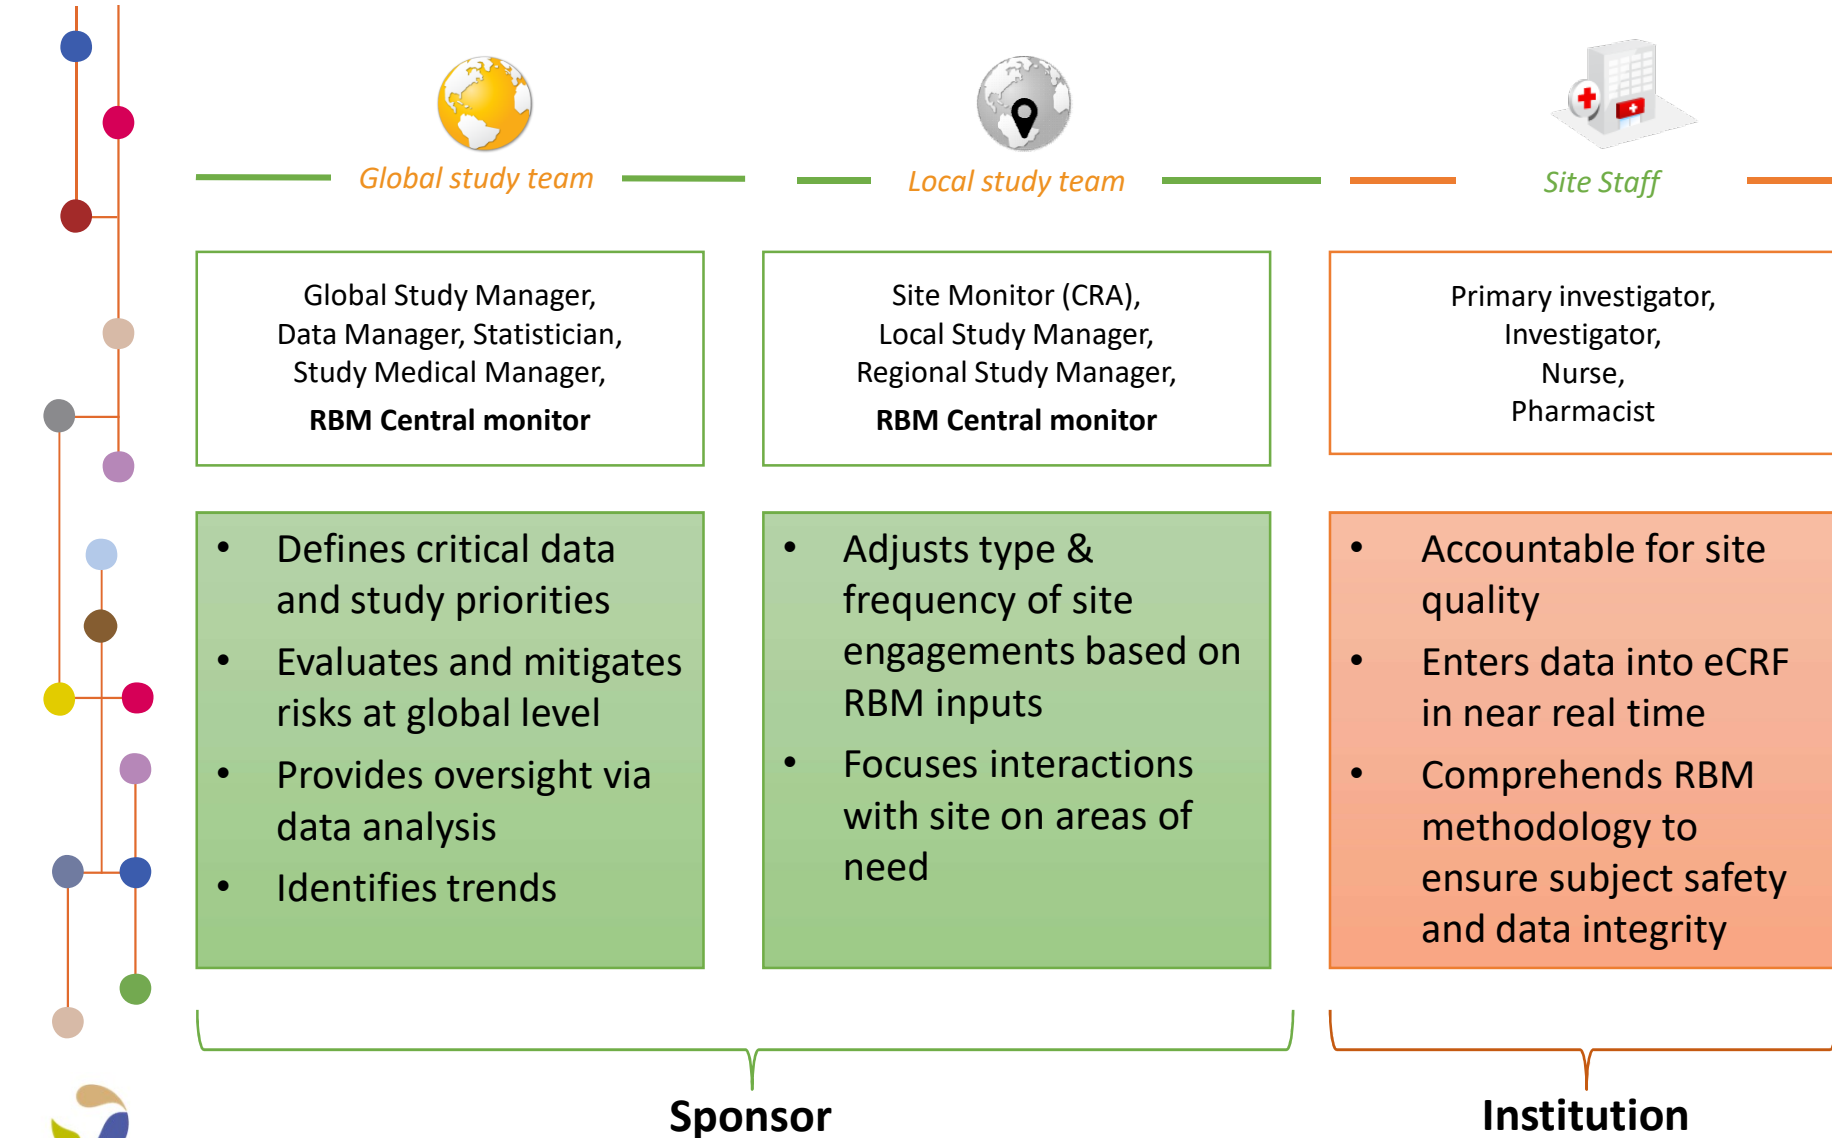 Global study team
Local study team
Site Staff
Global Study Manager,
Data Manager, Statistician,
Study Medical Manager,
RBM Central monitor
Site Monitor (CRA),
Local Study Manager,
Regional Study Manager,
RBM Central monitor
Primary investigator,
Investigator,
Nurse,
Pharmacist
• Defines critical data
and study priorities
• Evaluates and mitigates
risks at global level
• Provides oversight via
data analysis
• Identifies trends
• Adjusts type &
frequency of site
engagements based on
RBM inputs
• Focuses interactions
with site on areas of
need
• Accountable for site
quality
• Enters data into eCRF
in near real time
• Comprehends RBM
methodology to
ensure subject safety
and data integrity
Sponsor
Institution